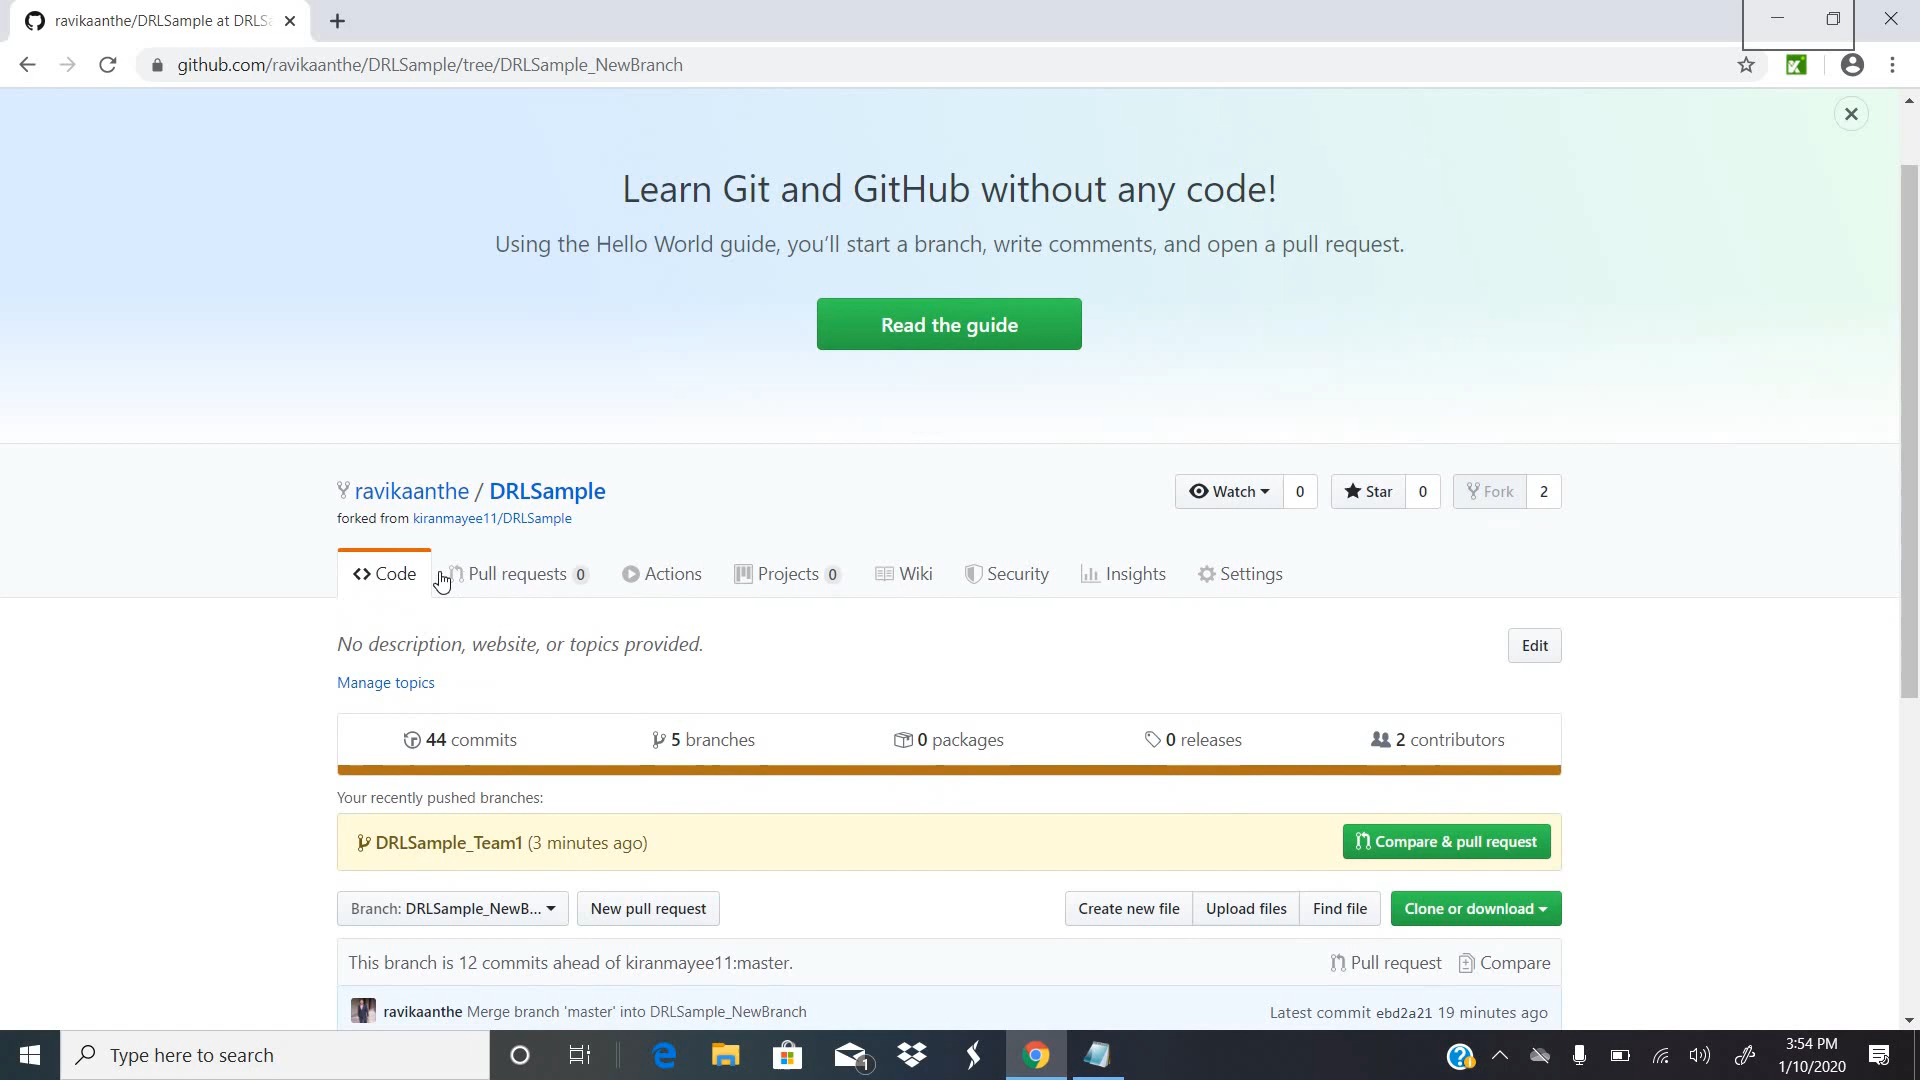 ravikaanthe/DRLSample at DRLS
github.com/ravikaanthe/DRLSample/tree/DRLSample_NewBranch
Learn Git and GitHub without any code!
Using the Hello World guide, you’ll start a branch, write comments, and open a pull request.
Read the guide
ravikaanthe / DRLSample
Watch 0 Star 0 Fork 2
forked from kiranmayee11/DRLSample
Code Pull requests 0 Actions Projects 0 Wiki Security Insights Settings
No description, website, or topics provided.
Edit
Manage topics
44 commits 5 branches 0 packages 0 releases 2 contributors
Your recently pushed branches:
DRLSample_Team1 (3 minutes ago) Compare & pull request
Branch: DRLSample_NewB... New pull request Create new file Upload files Find file Clone or download
This branch is 12 commits ahead of kiranmayee11:master. Pull request Compare
ravikaanthe Merge branch 'master' into DRLSample_NewBranch Latest commit ebd2a21 19 minutes ago
Type here to search
1
3:54 PM
1/10/2020